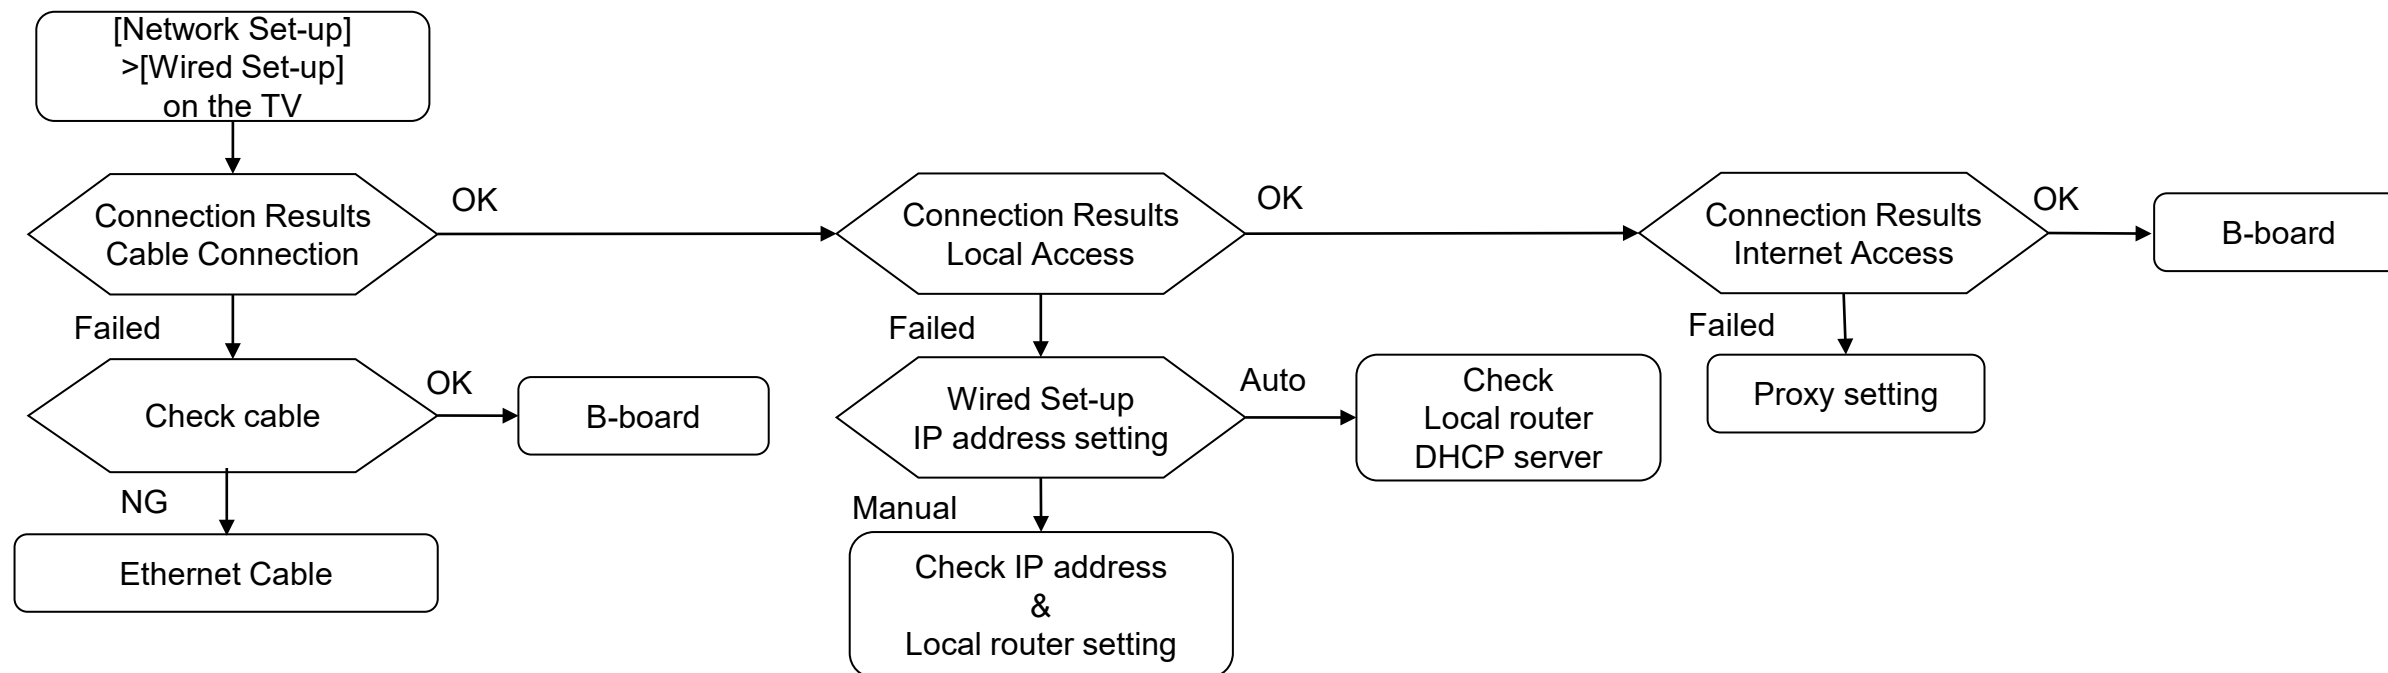 [Network Set-up]
>[Wired Set-up]
on the TV
Connection Results
Cable Connection
OK
Connection Results
Local Access
OK
Connection Results
Internet Access
OK
B-board
Failed
Failed
Failed
Check cable
OK
B-board
Wired Set-up
IP address setting
Auto
Check
Local router
DHCP server
Proxy setting
NG
Manual
Ethernet Cable
Check IP address
&
Local router setting